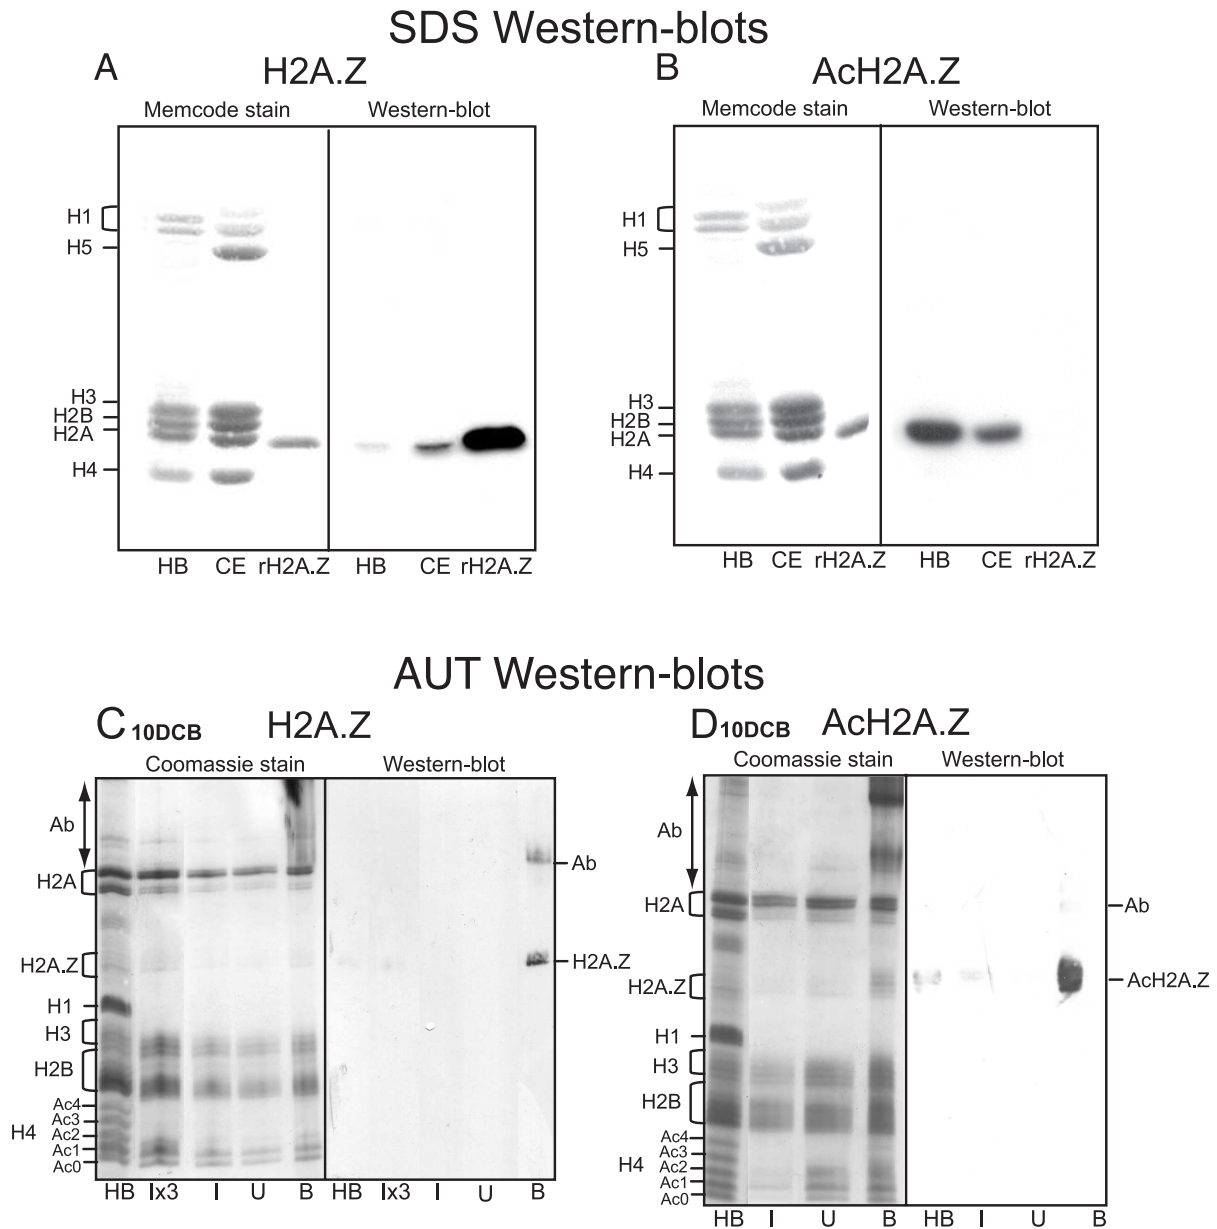 SDS Western-blots
A H2A.Z
Memcode stain Western-blot
H1
H5
H3
H2B
H2A
H4
HB CE rH2A.Z HB CE rH2A.Z
B AcH2A.Z
Memcode stain Western-blot
H1
H5
H3
H2B
H2A
H4
HB CE rH2A.Z HB CE rH2A.Z
AUT Western-blots
C 10DCB H2A.Z
Coomassie stain Western-blot
Ab
H2A
H2A.Z
H1
H3
H2B
Ac4
Ac3
H4 Ac2
Ac1
Ac0
Ab
H2A.Z
HB Ix3 I U B HB Ix3 I U B
D 10DCB AcH2A.Z
Coomassie stain Western-blot
Ab
H2A
H2A.Z
H1
H3
H2B
Ac4
Ac3
H4 Ac2
Ac1
Ac0
Ab
AcH2A.Z
HB I U B HB I U B